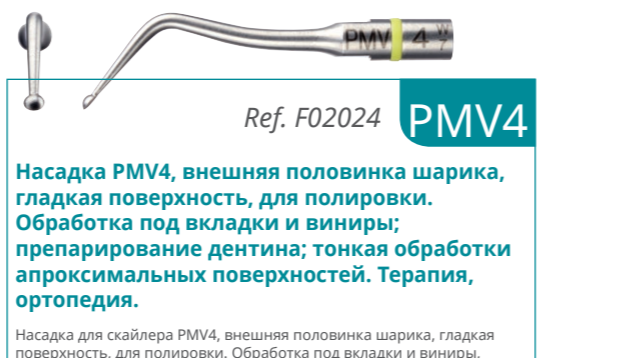 PMV 4
Ref. F02024
PMV4
Насадка PMV4, внешняя половинка шарика,
гладкая поверхность, для полировки.
Обработка под вкладки и виниры;
препарирование дентина; тонкая обработки
апроксимальных поверхностей. Терапия,
ортопедия.
Насадка для скайлера PMV4, внешняя половинка шарика, гладкая
поверхность, для полировки. Обработка под вкладки и виниры.